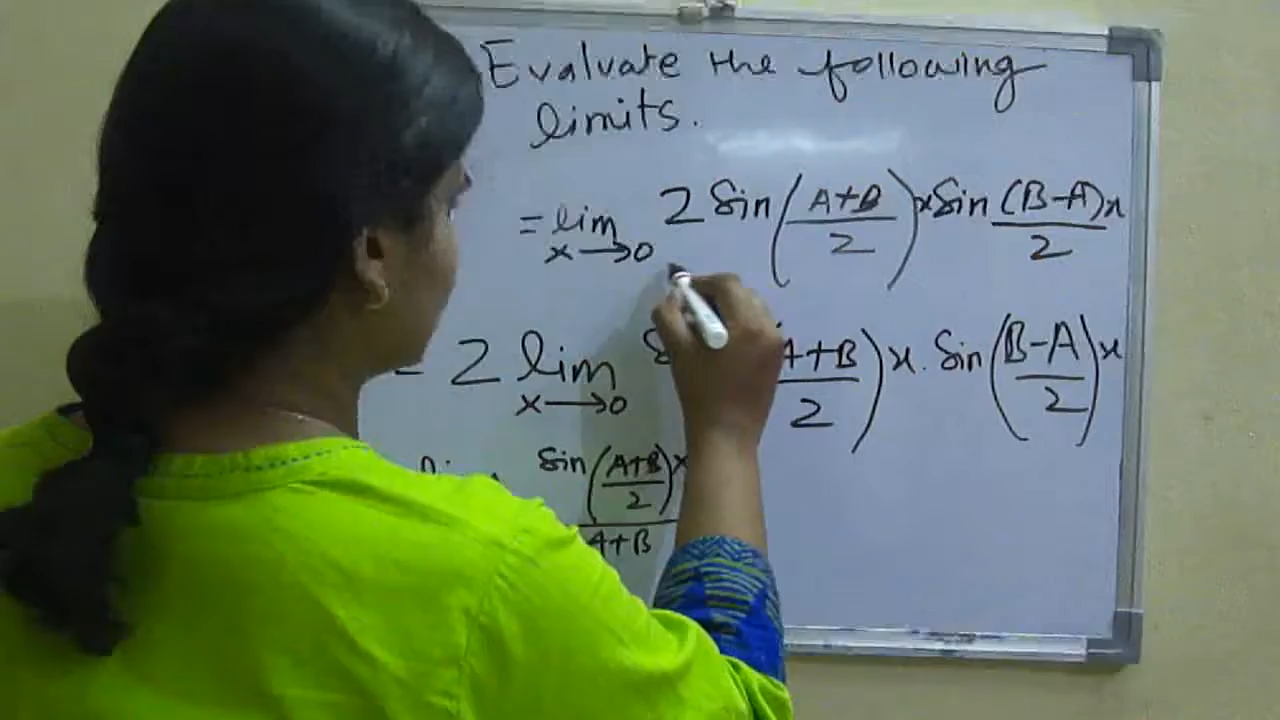 Evaluate the following
limits.
= lim x→0 2 Sin (A+B/2) x Sin (B-A)x/2
2 lim x→0 (A+B/2) x . Sin (B-A/2) x
Sin (A+B/2) x
A+B